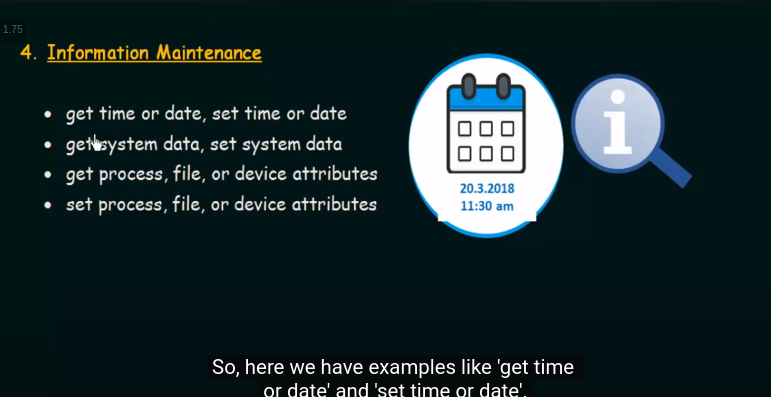 1.75
4. Information Maintenance
• get time or date, set time or date
• get system data, set system data
• get process, file, or device attributes
• set process, file, or device attributes
i
20.3.2018
11:30 am
So, here we have examples like 'get time
or date' and 'set time or date'.